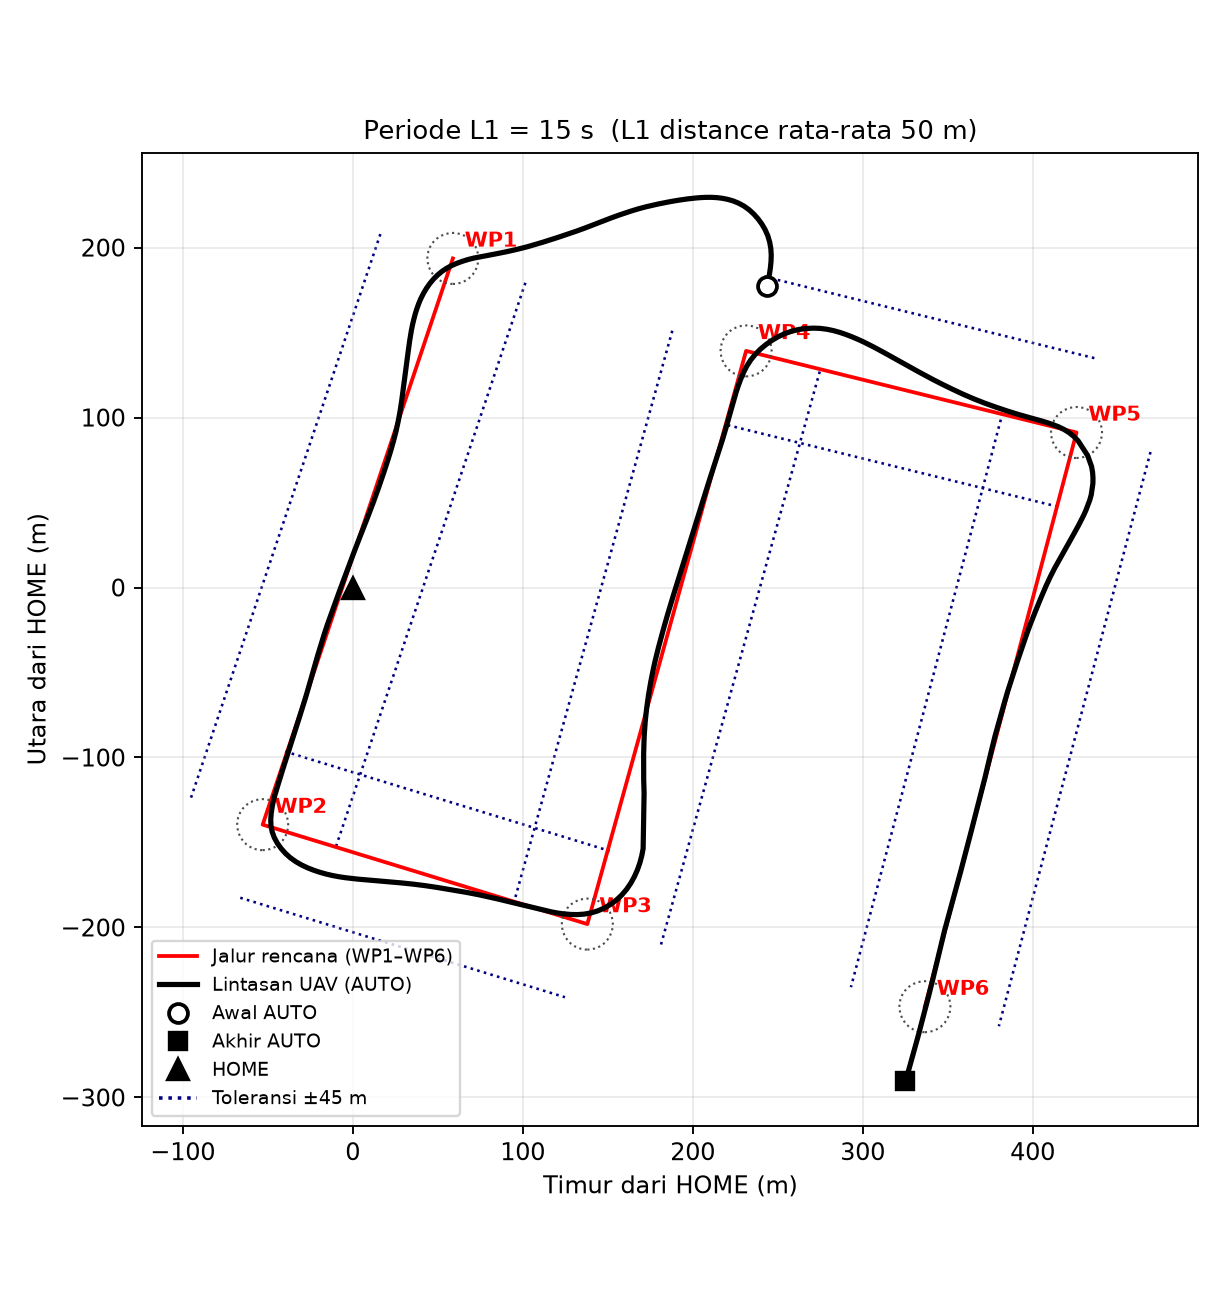 Periode L1 = 15 s  (L1 distance rata-rata 50 m)
Utara dari HOME (m)
200
100
0
−100
−200
−300
WP1
WP4
WP5
WP2
WP3
WP6
Jalur rencana (WP1–WP6)
Lintasan UAV (AUTO)
Awal AUTO
Akhir AUTO
HOME
Toleransi ±45 m
−100 0 100 200 300 400
Timur dari HOME (m)